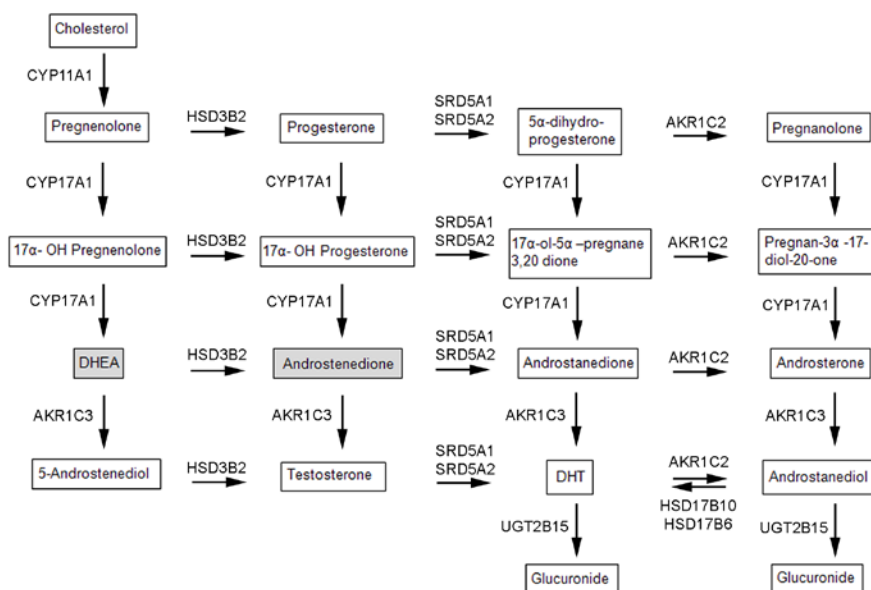 Cholesterol
CYP11A1
HSD3B2
SRD5A1
SRD5A2
AKR1C2
Pregnenolone
Progesterone
5α-dihydro-
progesterone
Pregnanolone
CYP17A1
CYP17A1
CYP17A1
CYP17A1
HSD3B2
SRD5A1
SRD5A2
AKR1C2
17α- OH Pregnenolone
17α- OH Progesterone
17α-ol-5α –pregnane
3,20 dione
Pregnan-3α -17-
diol-20-one
CYP17A1
CYP17A1
CYP17A1
CYP17A1
HSD3B2
SRD5A1
SRD5A2
AKR1C2
DHEA
Androstenedione
Androstanedione
Androsterone
AKR1C3
AKR1C3
AKR1C3
AKR1C3
HSD3B2
SRD5A1
SRD5A2
AKR1C2
5-Androstenediol
Testosterone
DHT
Androstanediol
HSD17B10
HSD17B6
UGT2B15
UGT2B15
Glucuronide
Glucuronide